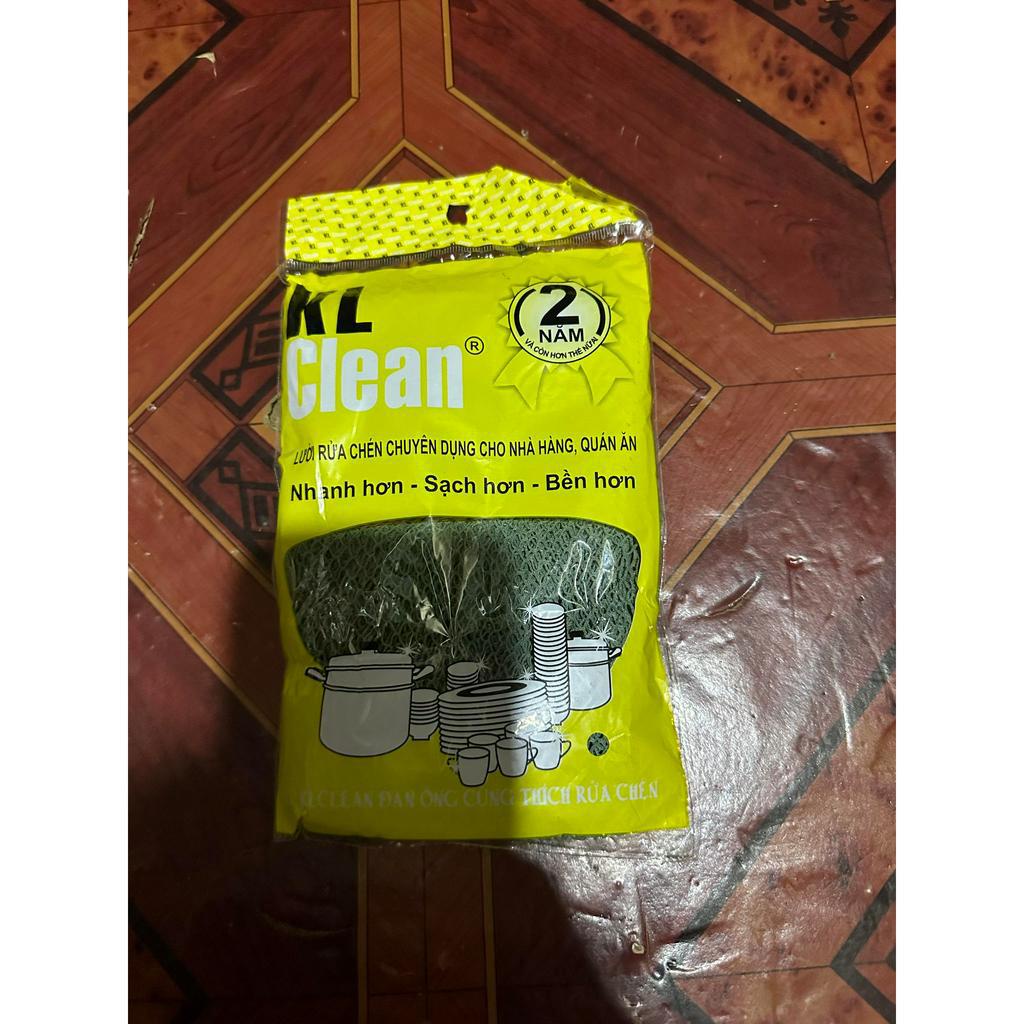 KL
Clean®
2
NĂM
VÀ CÒN HƠN THẾ NỮA!
LƯỚI RỬA CHÉN CHUYÊN DỤNG CHO NHÀ HÀNG, QUÁN ĂN
Nhanh hơn - Sạch hơn - Bền hơn
KLCLEAN ĐÀN ÔNG CŨNG THÍCH RỬA CHÉN